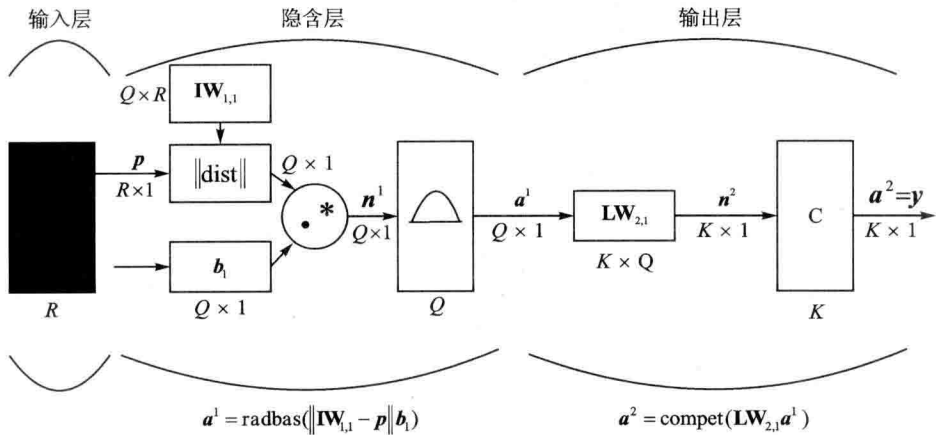 输入层 隐含层 输出层
IW1,1
Q×R
p
R×1
‖dist‖
Q × 1
b1
Q × 1
.*
n1
Q×1
a1
Q × 1
LW2,1
K × Q
n2
K × 1
C
a2=y
K × 1
R
Q
K
a1 = radbas(‖IW1,1 − p‖b1)
a2 = compet(LW2,1a1)